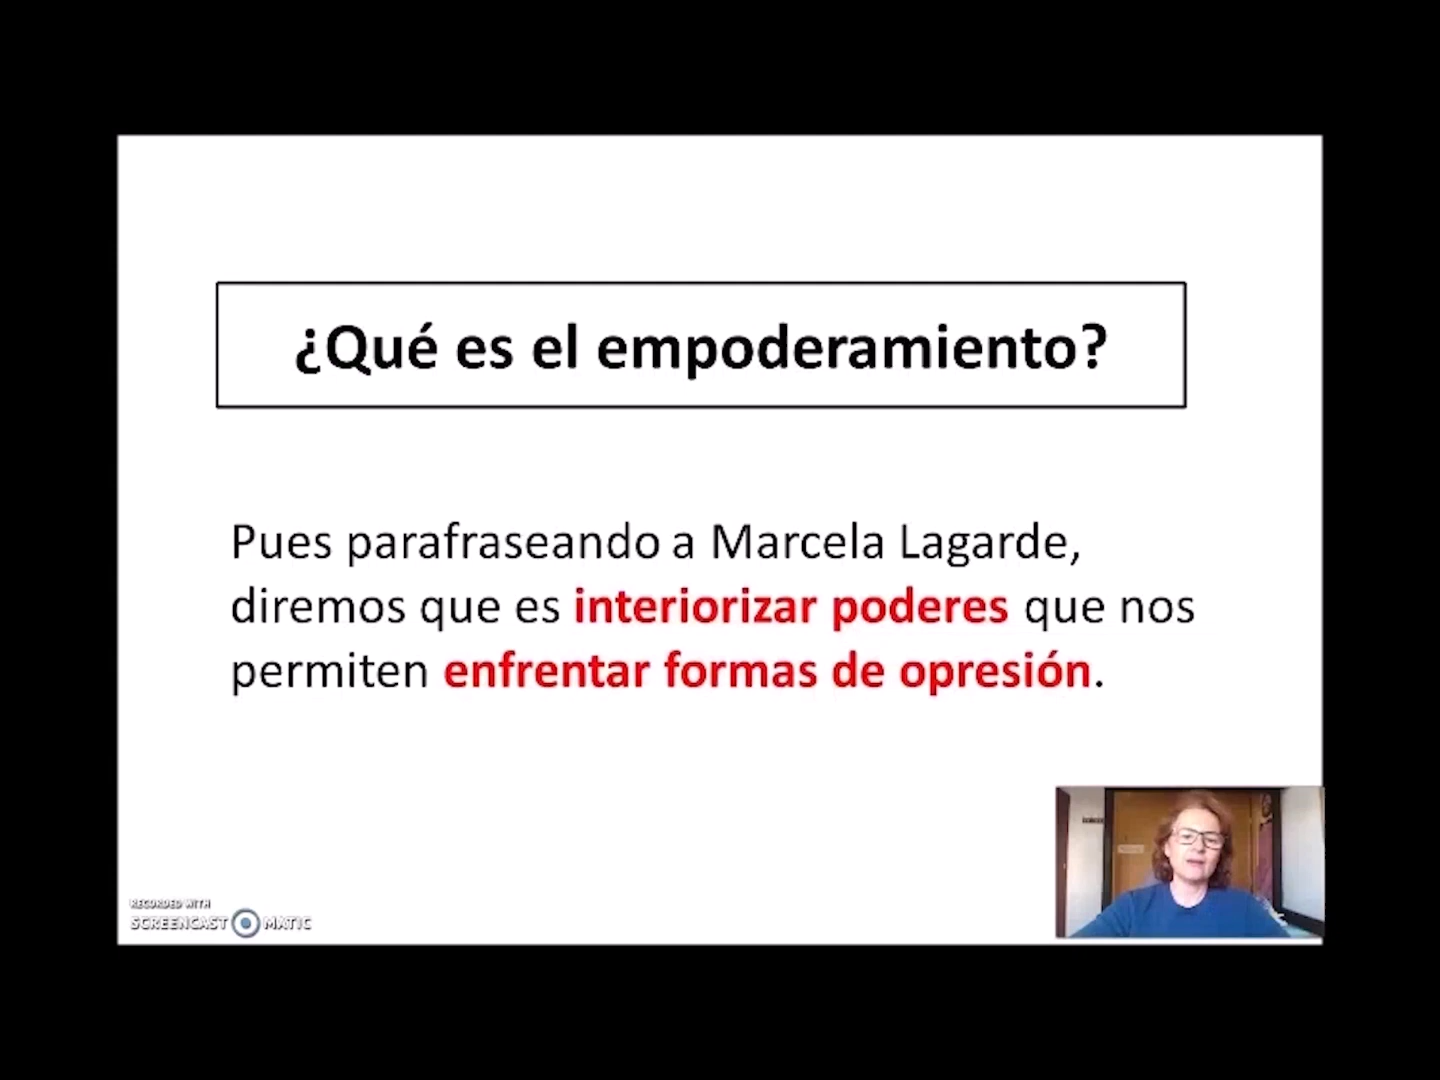 ¿Qué es el empoderamiento?
Pues parafraseando a Marcela Lagarde,
diremos que es interiorizar poderes que nos
permiten enfrentar formas de opresión.
RECORDED WITH
SCREENCAST MATIC